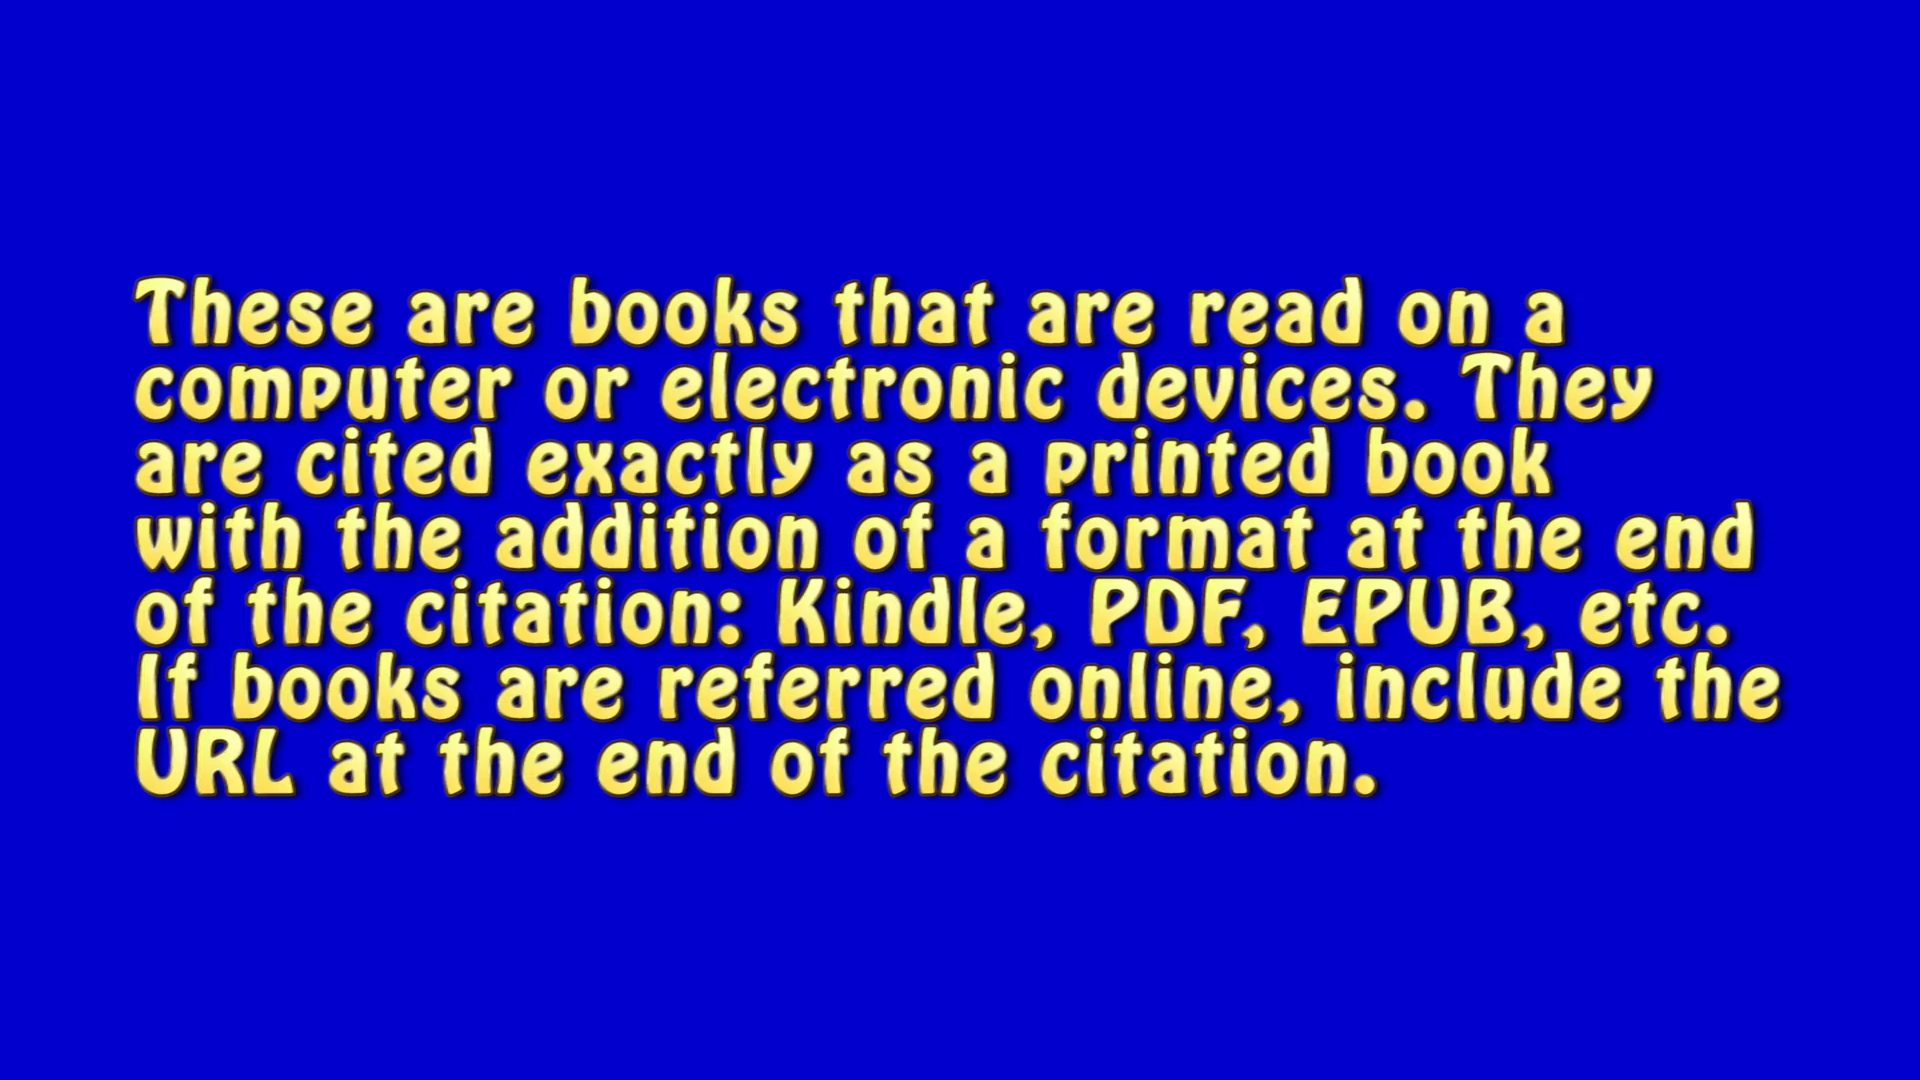 These are books that are read on a
computer or electronic devices. They
are cited exactly as a printed book
with the addition of a format at the end
of the citation: Kindle, PDF, EPUB, etc.
If books are referred online, include the
URL at the end of the citation.